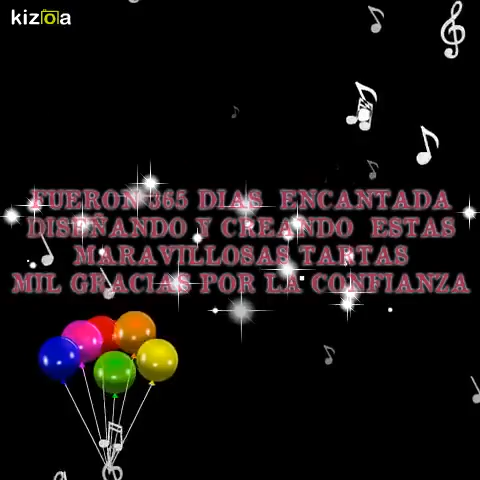 kizoa
FUERON 365 DIAS ENCANTADA
DISEÑANDO Y CREANDO ESTAS
MARAVILLOSAS TARTAS
MIL GRACIAS POR LA CONFIANZA